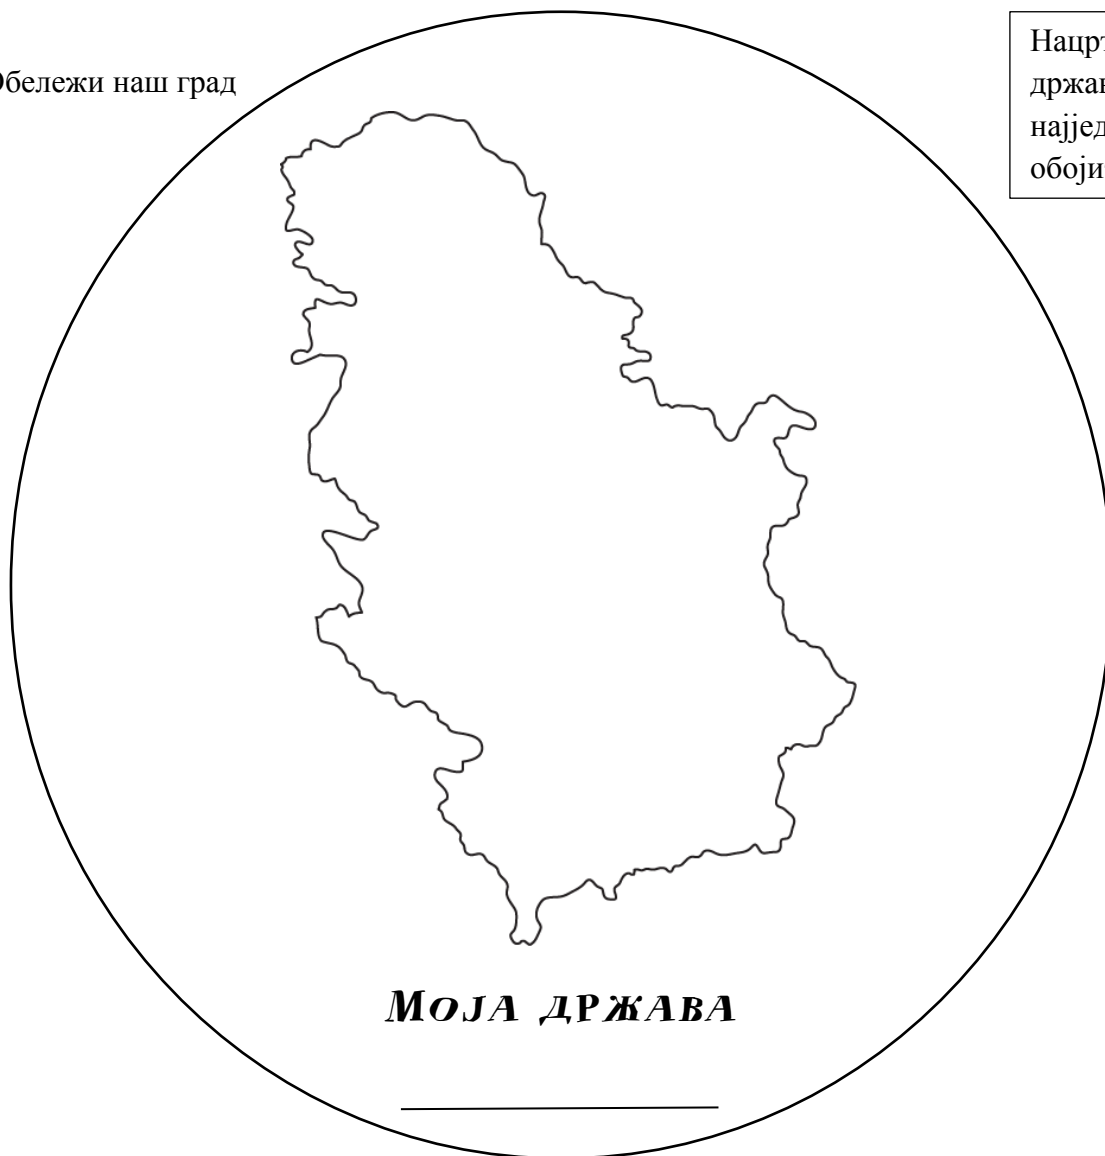 Обележи наш град
Нацрт
држав
најјед
обоји
МОЈА ДРЖАВА